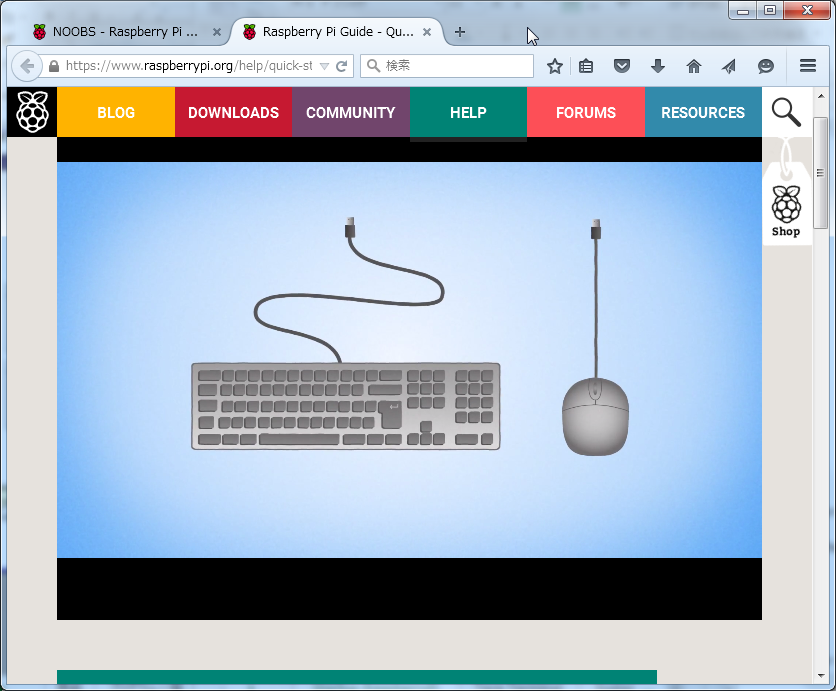 NOOBS - Raspberry Pi ...
Raspberry Pi Guide - Qu...
https://www.raspberrypi.org/help/quick-st
検索
BLOG
DOWNLOADS
COMMUNITY
HELP
FORUMS
RESOURCES
Shop